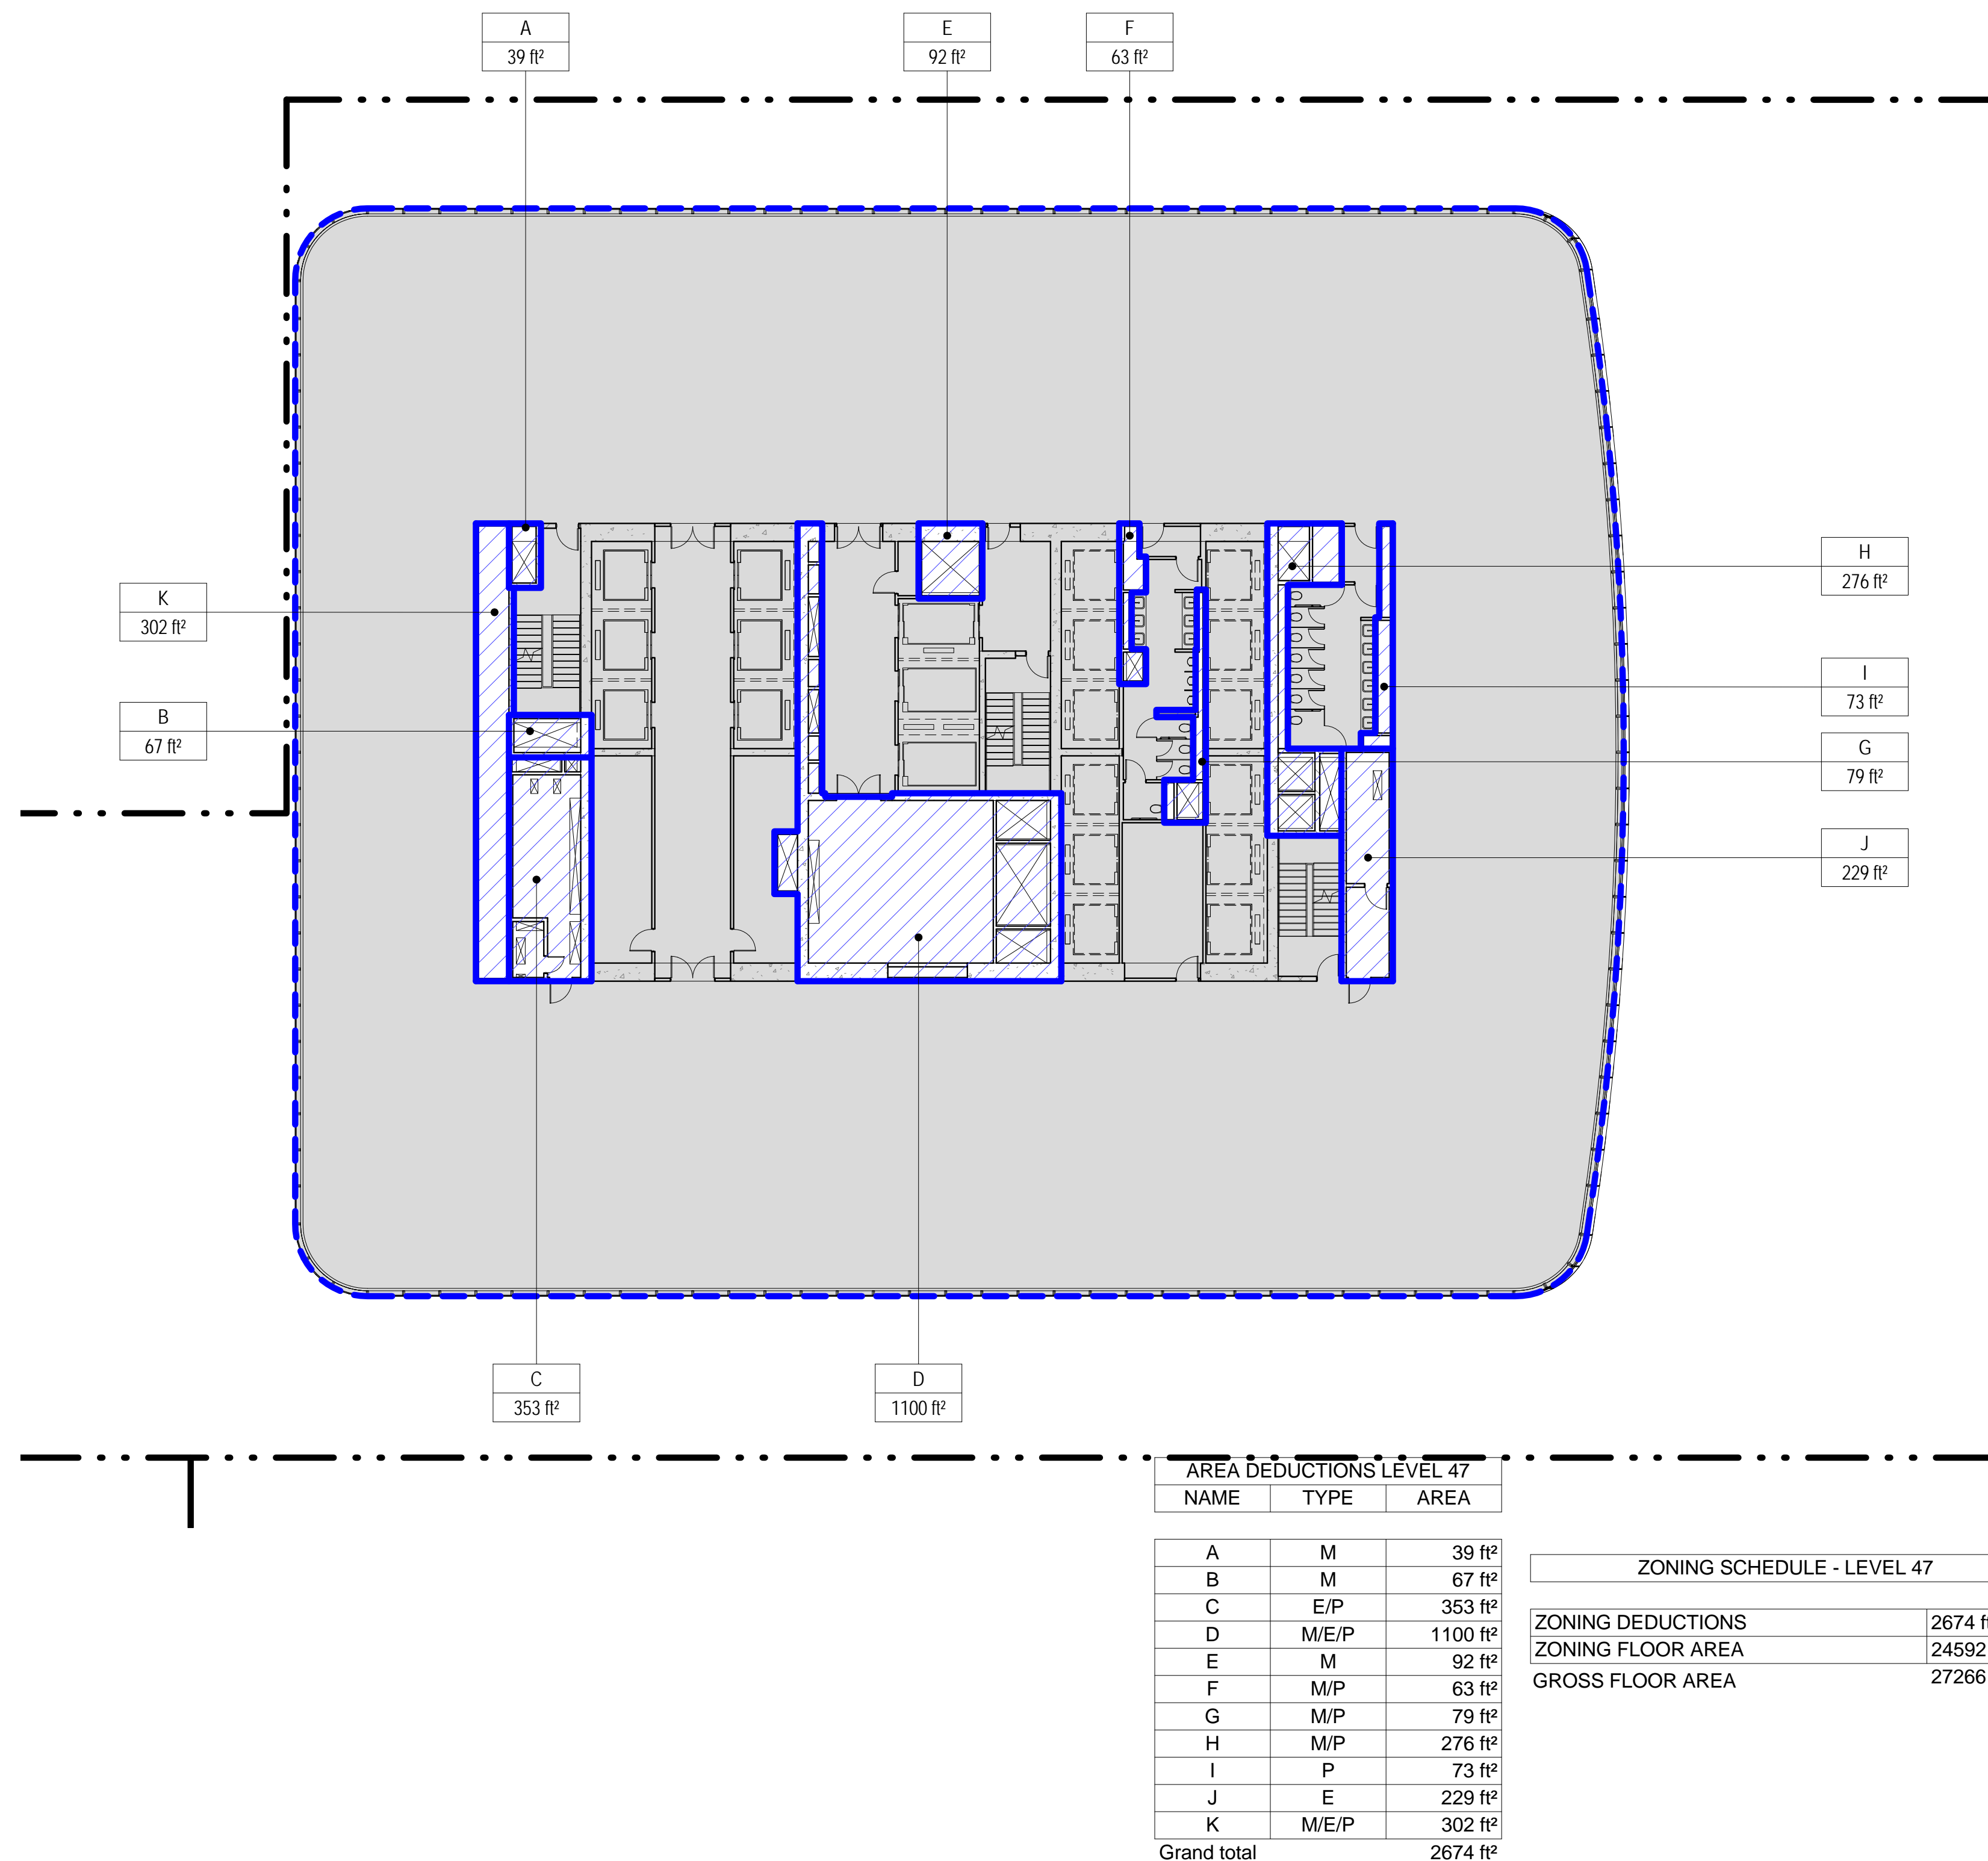 A
39 ft²
E
92 ft²
F
63 ft²
H
276 ft²
K
302 ft²
I
73 ft²
B
67 ft²
G
79 ft²
J
229 ft²
C
353 ft²
D
1100 ft²
AREA DEDUCTIONS LEVEL 47
NAME TYPE AREA
A M 39 ft²
B M 67 ft²
C E/P 353 ft²
D M/E/P 1100 ft²
E M 92 ft²
F M/P 63 ft²
G M/P 79 ft²
H M/P 276 ft²
I P 73 ft²
J E 229 ft²
K M/E/P 302 ft²
Grand total 2674 ft²
ZONING SCHEDULE - LEVEL 47
ZONING DEDUCTIONS 2674 f
ZONING FLOOR AREA 24592
GROSS FLOOR AREA 27266